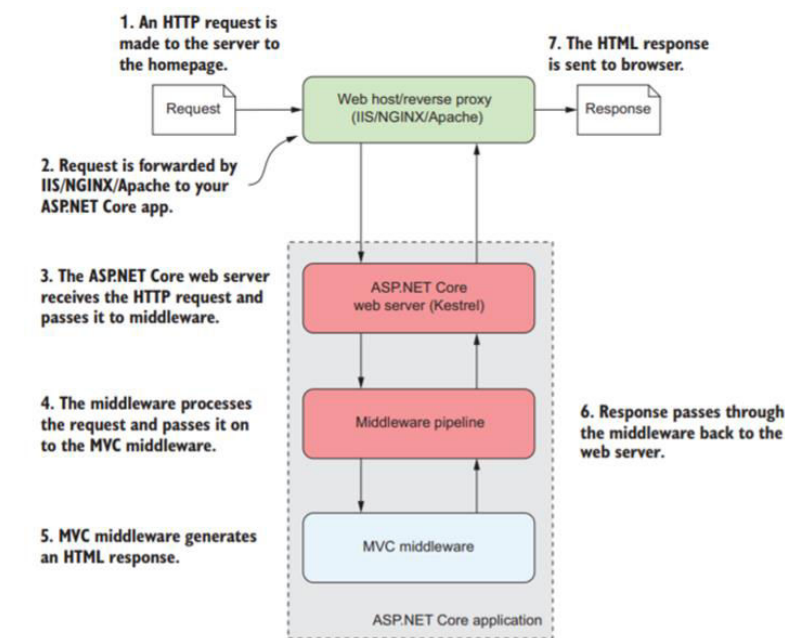 1. An HTTP request is
made to the server to
the homepage.
7. The HTML response
is sent to browser.
Request
Web host/reverse proxy
(IIS/NGINX/Apache)
Response
2. Request is forwarded by
IIS/NGINX/Apache to your
ASP.NET Core app.
3. The ASP.NET Core web server
receives the HTTP request and
passes it to middleware.
ASP.NET Core
web server (Kestrel)
4. The middleware processes
the request and passes it on
to the MVC middleware.
Middleware pipeline
6. Response passes through
the middleware back to the
web server.
5. MVC middleware generates
an HTML response.
MVC middleware
ASP.NET Core application